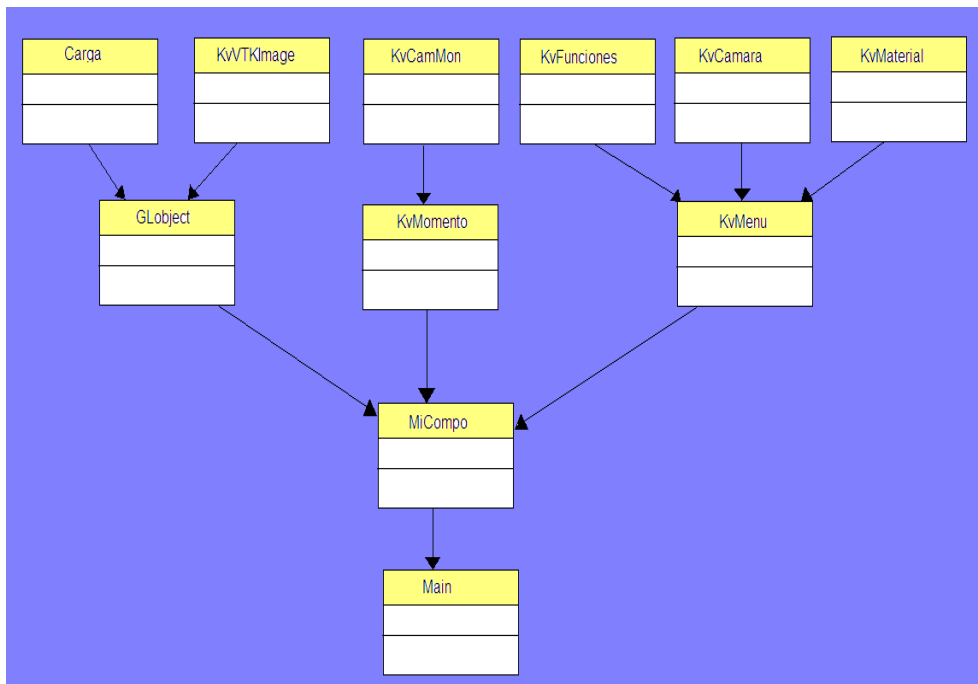 Carga
KvVTKImage
KvCamMon
KvFunciones
KvCamara
KvMaterial
GLobject
KvMomento
KvMenu
MiCompo
Main